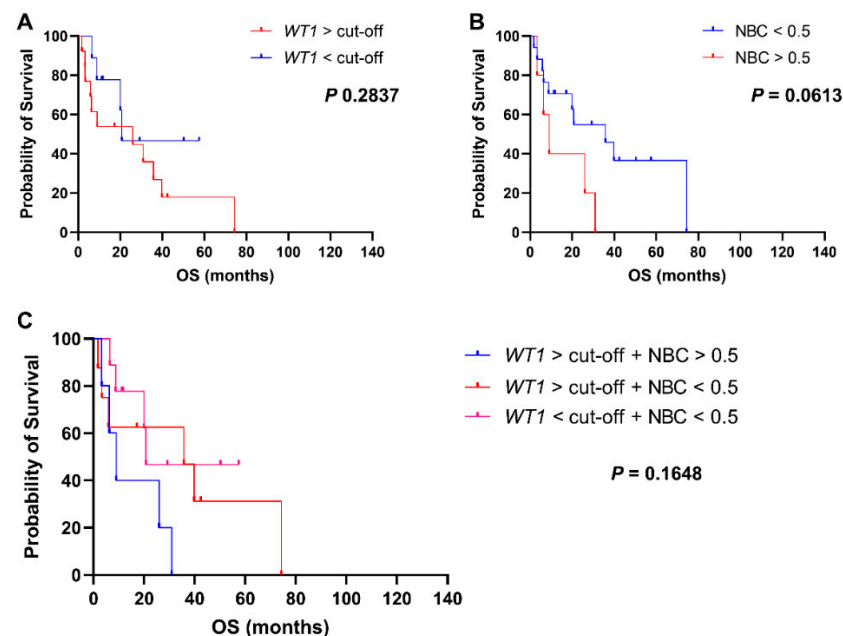 A
WT1 > cut-off
WT1 < cut-off
P 0.2837
Probability of Survival
100
80
60
40
20
0
0 20 40 60 80 100 120 140
OS (months)
B
NBC < 0.5
NBC > 0.5
P = 0.0613
Probability of Survival
100
80
60
40
20
0
0 20 40 60 80 100 120 140
OS (months)
C
WT1 > cut-off + NBC > 0.5
WT1 > cut-off + NBC < 0.5
WT1 < cut-off + NBC < 0.5
P = 0.1648
Probability of Survival
100
80
60
40
20
0
0 20 40 60 80 100 120 140
OS (months)